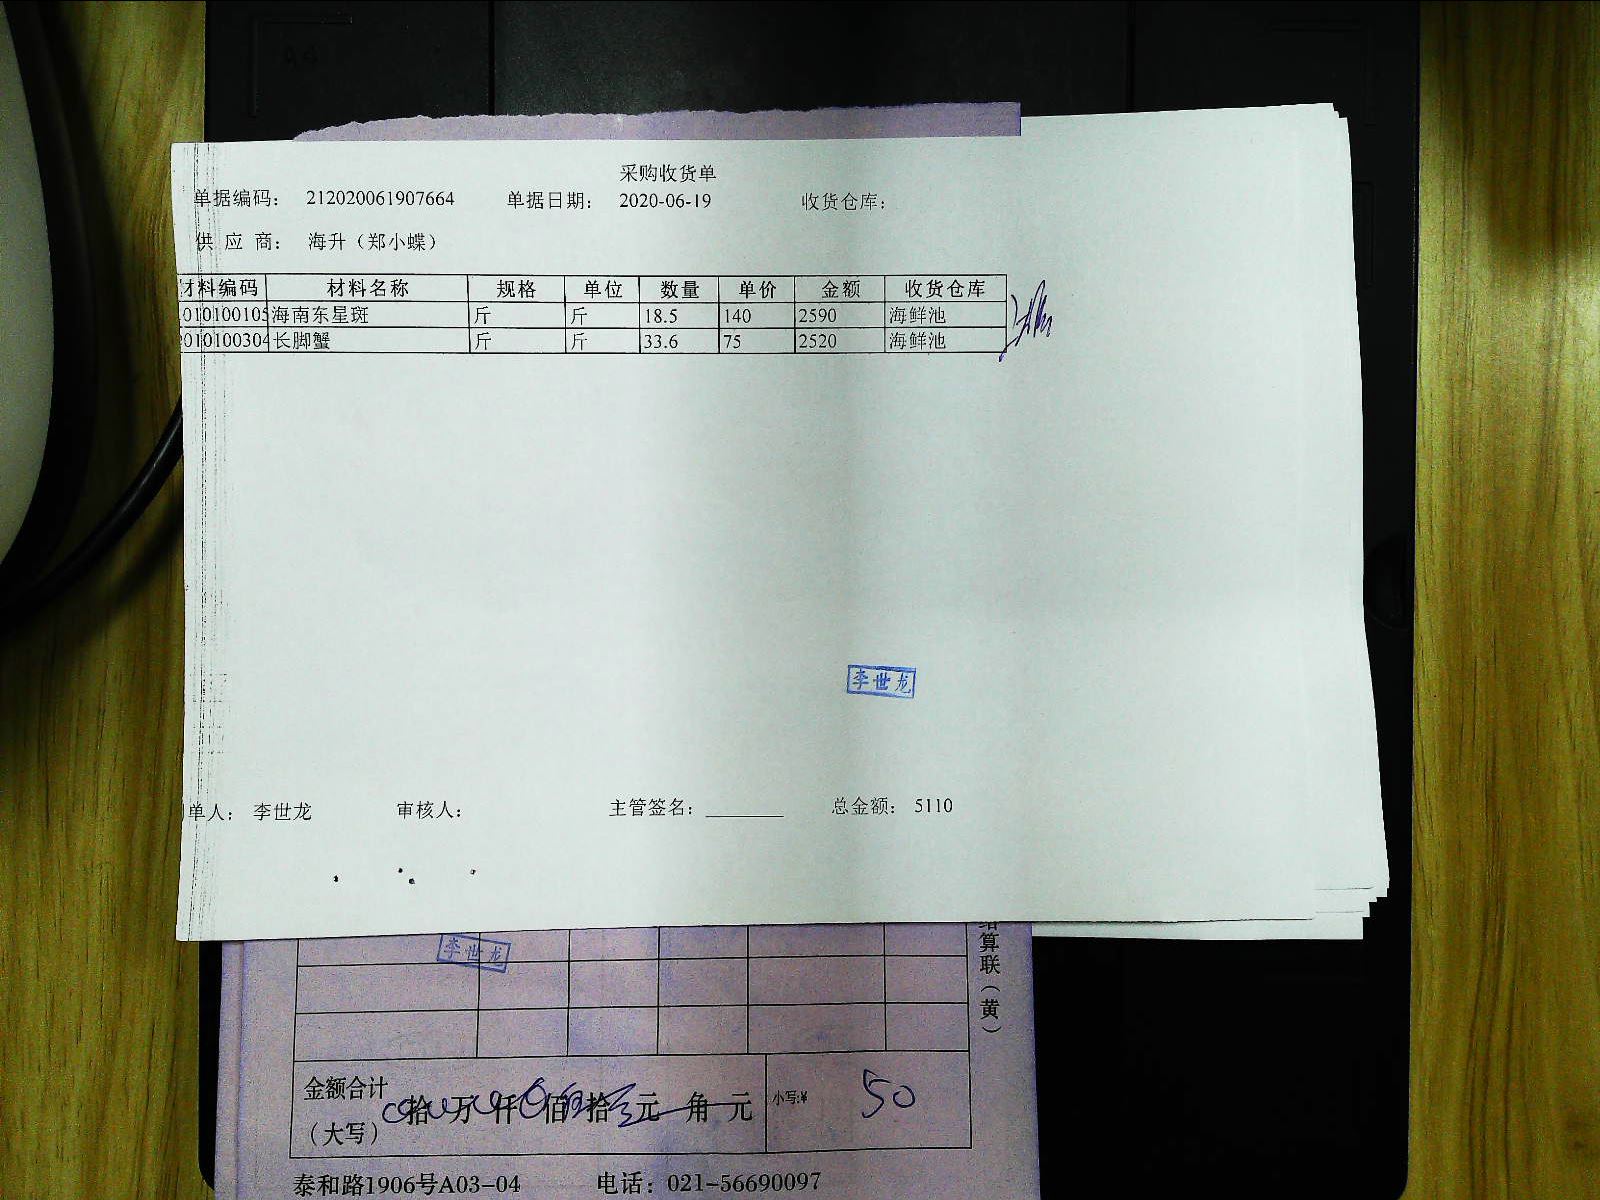 采购收货单
单据编码： 212020061907664 单据日期： 2020-06-19 收货仓库：
供 应 商： 海升（郑小蝶）
材料编码 材料名称 规格 单位 数量 单价 金额 收货仓库
010100105 海南东星斑 斤 斤 18.5 140 2590 海鲜池
010100304 长脚蟹 斤 斤 33.6 75 2520 海鲜池
李世龙
单人： 李世龙 审核人： 主管签名： 总金额： 5110
李世龙
结算联（黄）
金额合计（大写） 拾 万 仟 佰 拾 元 角 元 小写:¥ 50
泰和路1906号A03-04 电话：021-56690097